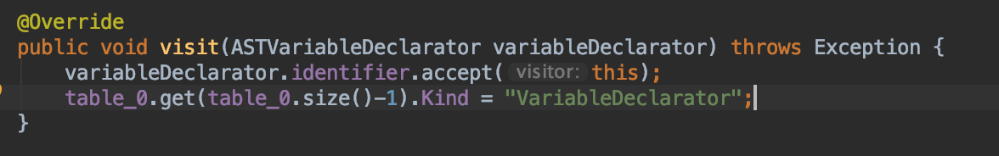 @Override
public void visit(ASTVariableDeclarator variableDeclarator) throws Exception {
variableDeclarator.identifier.accept( visitor: this);
table_0.get(table_0.size()-1).Kind = "VariableDeclarator";
}